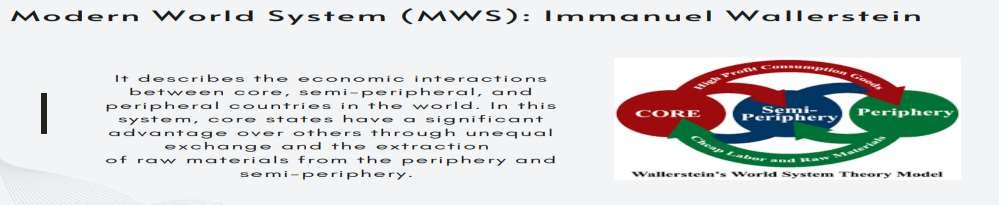 Modern World System (MWS): Immanuel Wallerstein
It describes the economic interactions
between core, semi-peripheral, and
peripheral countries in the world. In this
system, core states have a significant
advantage over others through unequal
exchange and the extraction
of raw materials from the periphery and
semi-periphery.
High Profit Consumption Goods
CORE
Semi-
Periphery
Periphery
Cheap Labor and Raw Materials
Wallerstein's World System Theory Model